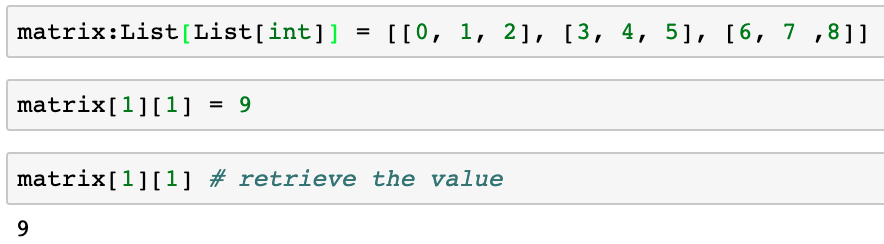 matrix:List[List[int]] = [[0, 1, 2], [3, 4, 5], [6, 7 ,8]]
matrix[1][1] = 9
matrix[1][1] # retrieve the value
9